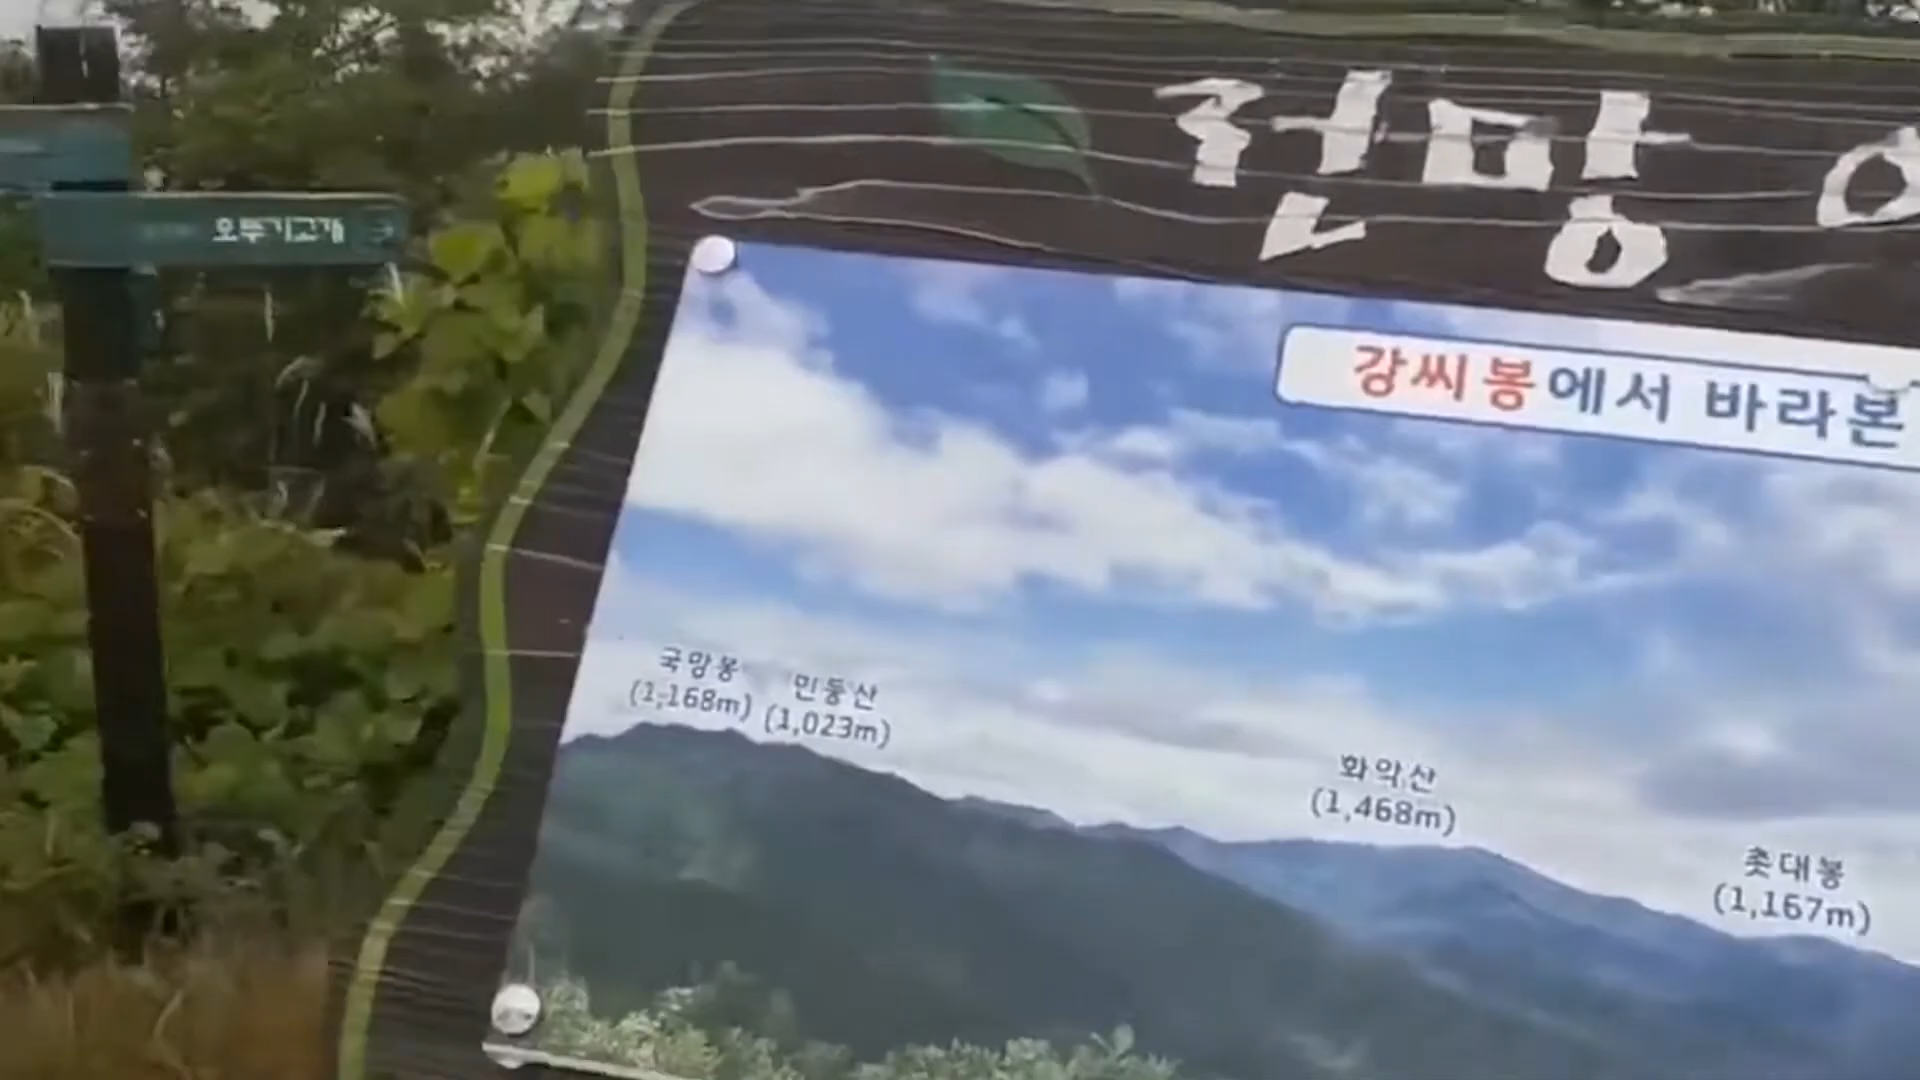 전망
오뚜기고개
강씨봉에서 바라본
국망봉
(1,168m)
민둥산
(1,023m)
화악산
(1,468m)
촛대봉
(1,167m)